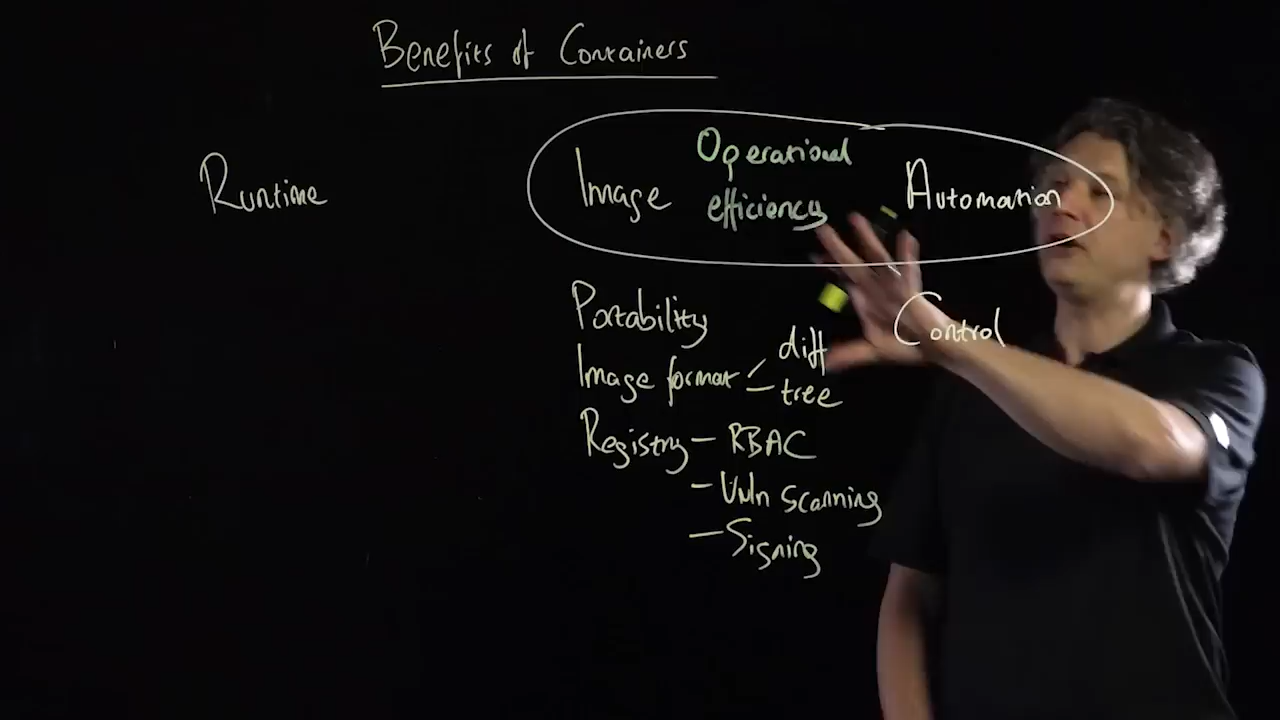 Benefits of Containers
Runtime
Image
Operational
efficiency
Automation
Portability
Image format < diff
- tree
Registry - RBAC
- Vuln scanning
- Signing
Control